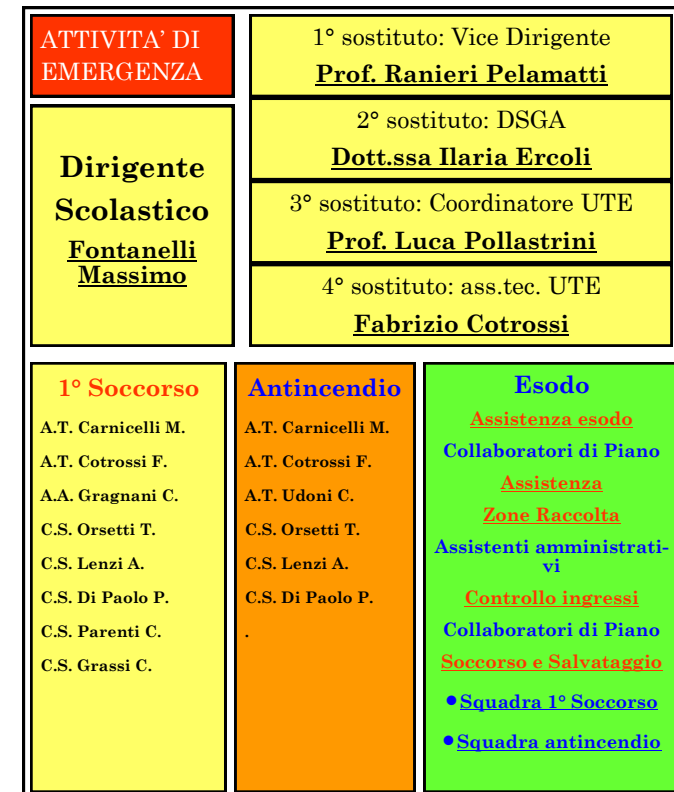 ATTIVITA’ DI
EMERGENZA
1° sostituto: Vice Dirigente
Prof. Ranieri Pelamatti
2° sostituto: DSGA
Dott.ssa Ilaria Ercoli
3° sostituto: Coordinatore UTE
Prof. Luca Pollastrini
4° sostituto: ass.tec. UTE
Fabrizio Cotrossi
Dirigente
Scolastico
Fontanelli
Massimo
1° Soccorso
A.T. Carnicelli M.
A.T. Cotrossi F.
A.A. Gragnani C.
C.S. Orsetti T.
C.S. Lenzi A.
C.S. Di Paolo P.
C.S. Parenti C.
C.S. Grassi C.
Antincendio
A.T. Carnicelli M.
A.T. Cotrossi F.
A.T. Udoni C.
C.S. Orsetti T.
C.S. Lenzi A.
C.S. Di Paolo P.
.
Esodo
Assistenza esodo
Collaboratori di Piano
Assistenza
Zone Raccolta
Assistenti amministrati-
vi
Controllo ingressi
Collaboratori di Piano
Soccorso e Salvataggio
•Squadra 1° Soccorso
•Squadra antincendio